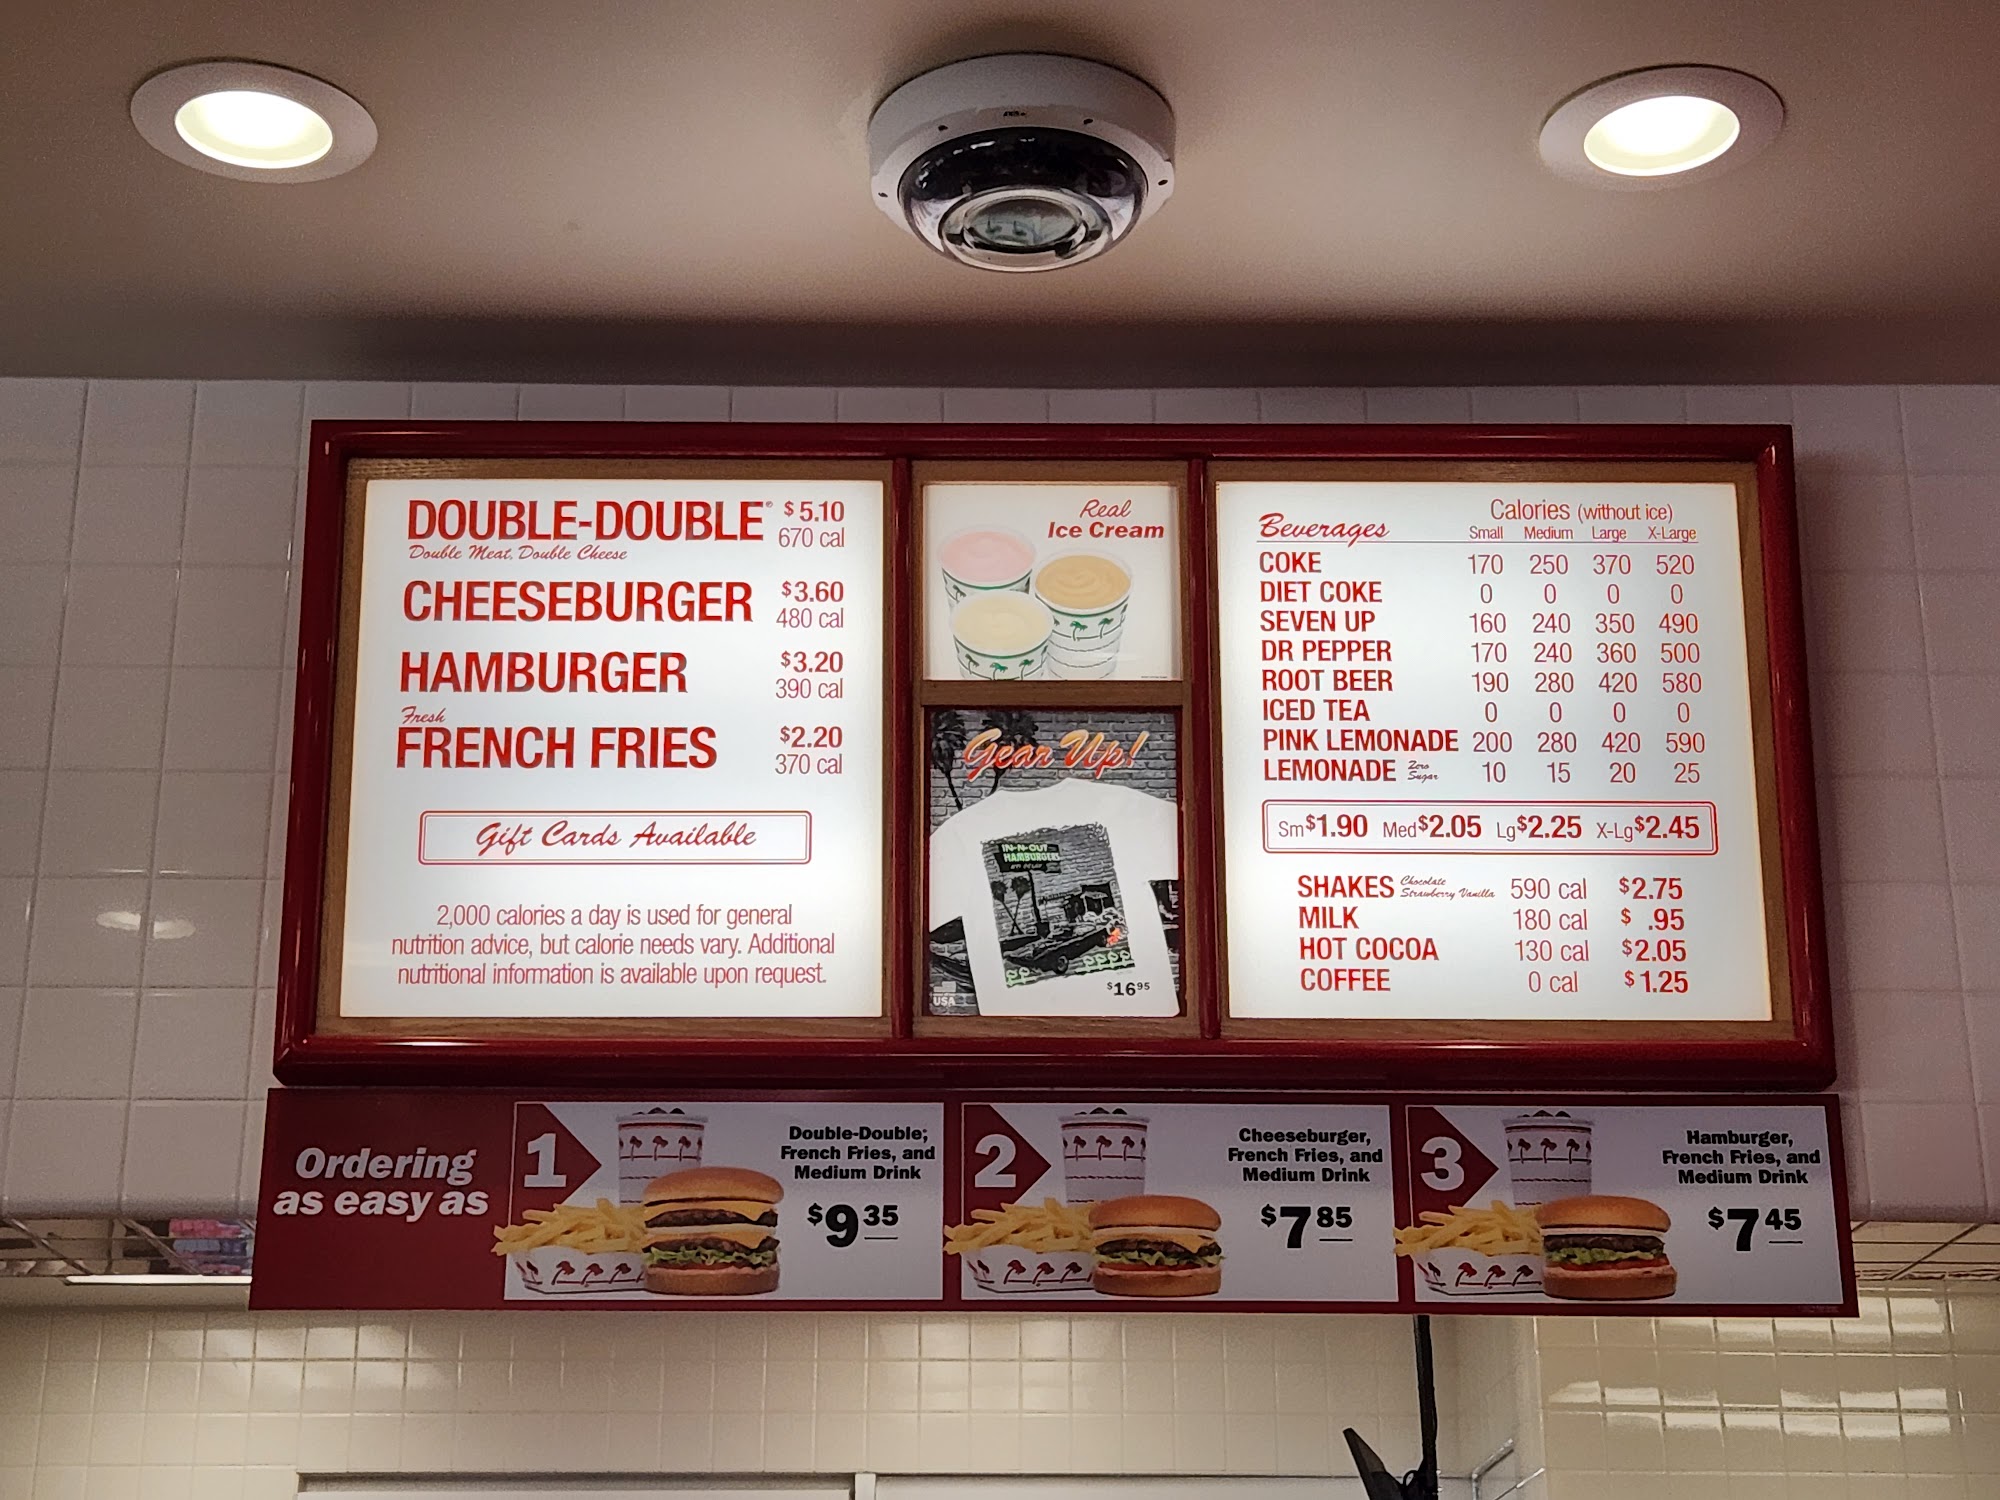 DOUBLE-DOUBLE® $5.10
Double Meat, Double Cheese 670 cal
CHEESEBURGER $3.60
480 cal
HAMBURGER $3.20
390 cal
Fresh
FRENCH FRIES $2.20
370 cal
Gift Cards Available
2,000 calories a day is used for general
nutrition advice, but calorie needs vary. Additional
nutritional information is available upon request.
Real
Ice Cream
Gear Up!
IN-N-OUT
HAMBURGERS
$16⁹⁵
USA
Beverages Calories (without ice)
Small Medium Large X-Large
COKE 170 250 370 520
DIET COKE 0 0 0 0
SEVEN UP 160 240 350 490
DR PEPPER 170 240 360 500
ROOT BEER 190 280 420 580
ICED TEA 0 0 0 0
PINK LEMONADE 200 280 420 590
LEMONADE Zero Sugar 10 15 20 25
Sm$1.90 Med$2.05 Lg$2.25 X-Lg$2.45
SHAKES Chocolate Strawberry Vanilla 590 cal $2.75
MILK 180 cal $ .95
HOT COCOA 130 cal $2.05
COFFEE 0 cal $1.25
Ordering
as easy as
1
Double-Double®,
French Fries, and
Medium Drink
$9 35
2
Cheeseburger,
French Fries, and
Medium Drink
$7 85
3
Hamburger,
French Fries, and
Medium Drink
$7 45